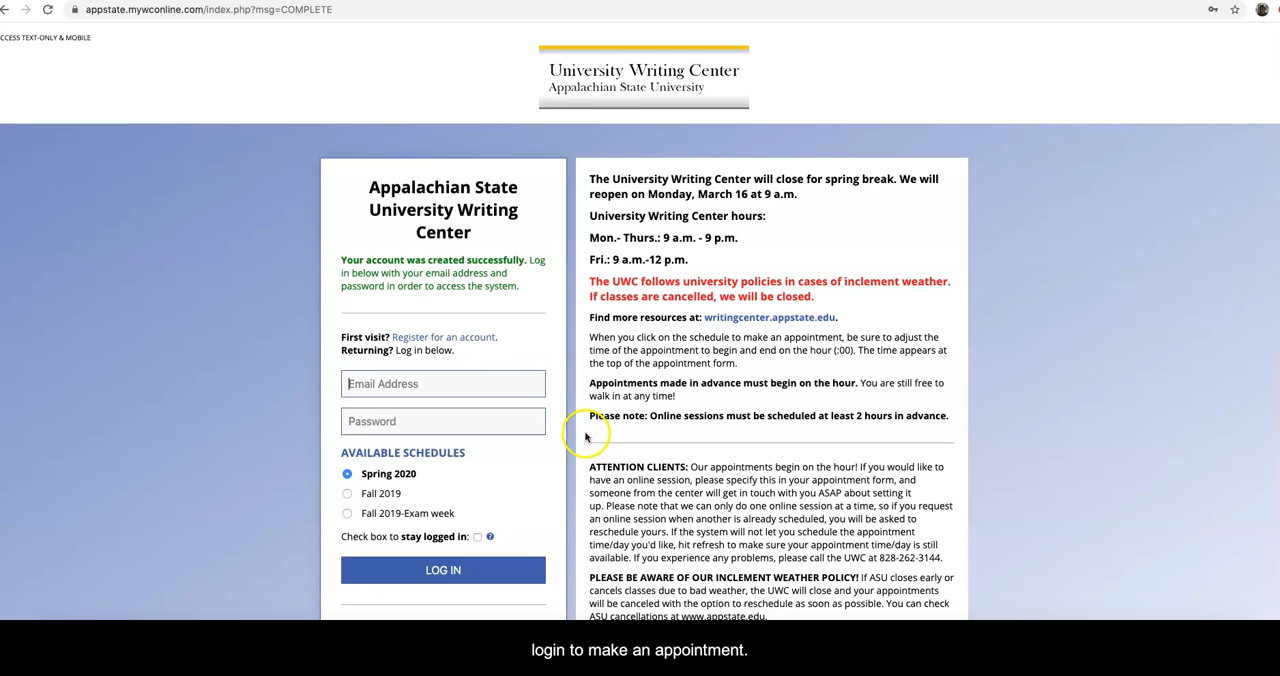 appstate.mywconline.com/index.php?msg=COMPLETE
CCESS TEXT-ONLY & MOBILE
University Writing Center
Appalachian State University
Appalachian State
University Writing
Center
Your account was created successfully. Log
in below with your email address and
password in order to access the system.
First visit? Register for an account.
Returning? Log in below.
Email Address
Password
AVAILABLE SCHEDULES
Spring 2020
Fall 2019
Fall 2019-Exam week
Check box to stay logged in:
LOG IN
The University Writing Center will close for spring break. We will
reopen on Monday, March 16 at 9 a.m.
University Writing Center hours:
Mon.- Thurs.: 9 a.m. - 9 p.m.
Fri.: 9 a.m.-12 p.m.
The UWC follows university policies in cases of inclement weather.
If classes are cancelled, we will be closed.
Find more resources at: writingcenter.appstate.edu.
When you click on the schedule to make an appointment, be sure to adjust the
time of the appointment to begin and end on the hour (:00). The time appears at
the top of the appointment form.
Appointments made in advance must begin on the hour. You are still free to
walk in at any time!
Please note: Online sessions must be scheduled at least 2 hours in advance.
ATTENTION CLIENTS: Our appointments begin on the hour! If you would like to
have an online session, please specify this in your appointment form, and
someone from the center will get in touch with you ASAP about setting it
up. Please note that we can only do one online session at a time, so if you request
an online session when another is already scheduled, you will be asked to
reschedule yours. If the system will not let you schedule the appointment
time/day you'd like, hit refresh to make sure your appointment time/day is still
available. If you experience any problems, please call the UWC at 828-262-3144.
PLEASE BE AWARE OF OUR INCLEMENT WEATHER POLICY! If ASU closes early or
cancels classes due to bad weather, the UWC will close and your appointments
will be canceled with the option to reschedule as soon as possible. You can check
ASU cancellations at www.appstate.edu.
login to make an appointment.